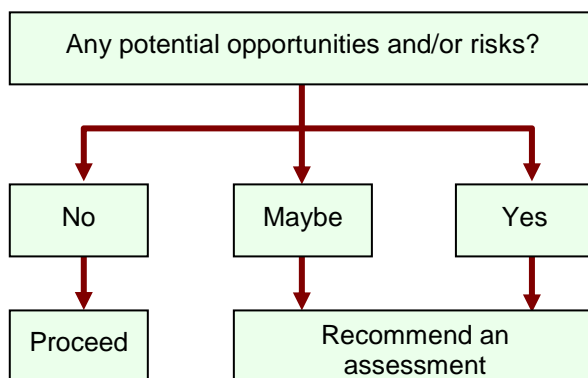 Any potential opportunities and/or risks?
No
Maybe
Yes
Proceed
Recommend an
assessment